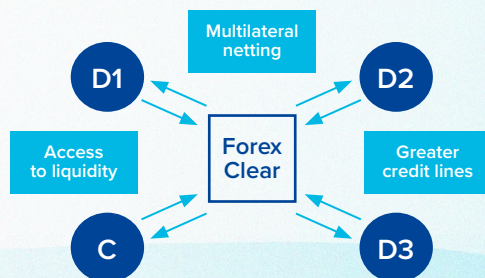 Multilateral
netting
D1
D2
Forex
Clear
Access
to liquidity
Greater
credit lines
C
D3